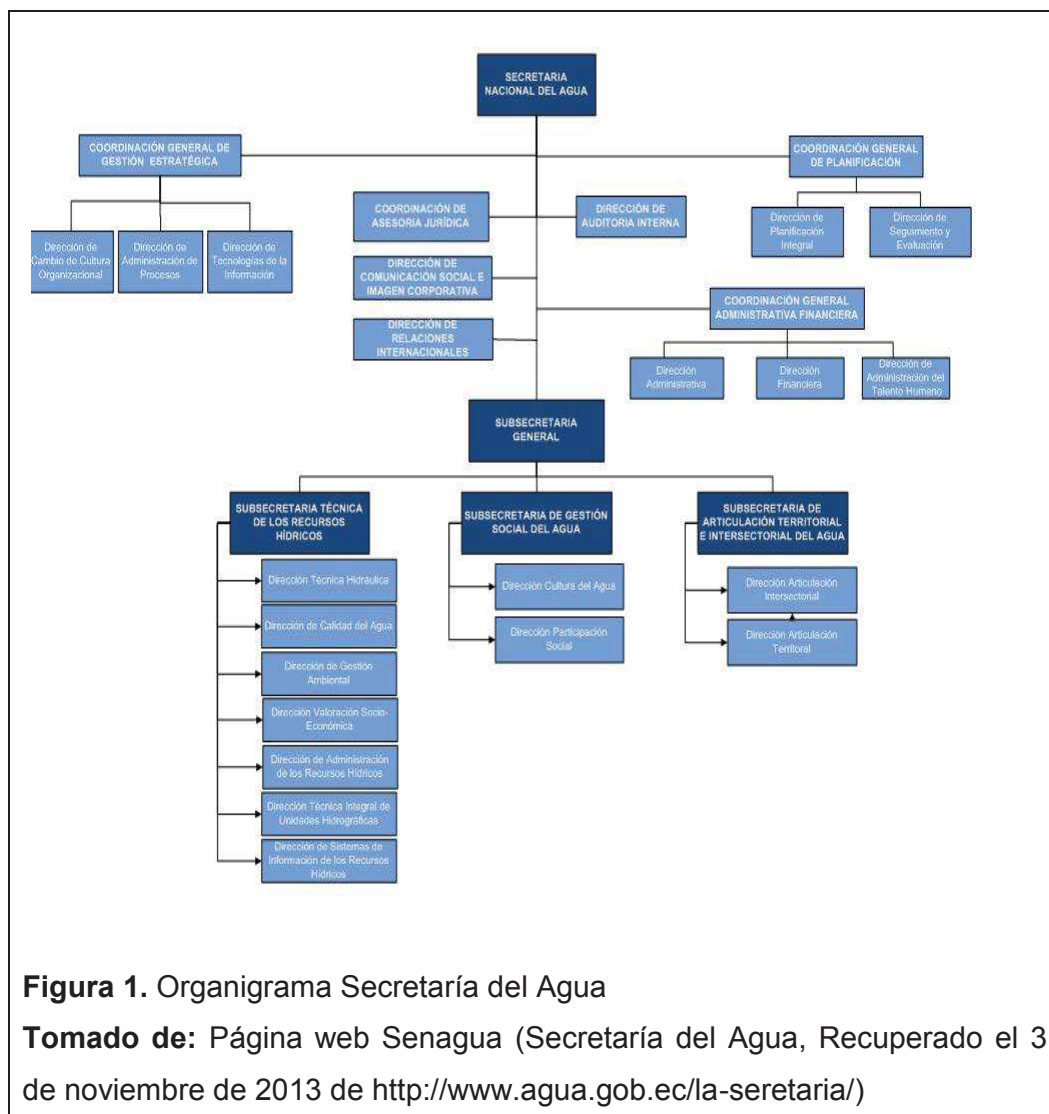 SECRETARIA
NACIONAL DEL AGUA
COORDINACIÓN GENERAL DE
GESTIÓN ESTRATÉGICA
COORDINACIÓN GENERAL
DE PLANIFICACIÓN
Dirección de
Cambio de Cultura
Organizacional
Dirección de
Administración de
Procesos
Dirección de
Tecnologías de la
Información
COORDINACIÓN DE
ASESORIA JURÍDICA
DIRECCIÓN DE
AUDITORIA INTERNA
Dirección de
Planificación
Integral
Dirección de
Seguimiento y
Evaluación
DIRECCIÓN DE
COMUNICACIÓN SOCIAL E
IMAGEN CORPORATIVA
COORDINACIÓN GENERAL
ADMINISTRATIVA FINANCIERA
DIRECCIÓN DE
RELACIONES
INTERNACIONALES
Dirección
Administrativa
Dirección
Financiera
Dirección de
Administración del
Talento Humano
SUBSECRETARIA
GENERAL
SUBSECRETARIA TÉCNICA
DE LOS RECURSOS
HÍDRICOS
SUBSECRETARIA DE GESTIÓN
SOCIAL DEL AGUA
SUBSECRETARIA DE
ARTICULACIÓN TERRITORIAL
E INTERSECTORIAL DEL AGUA
Dirección Técnica Hidráulica
Dirección de Calidad del Agua
Dirección de Gestión
Ambiental
Dirección Valoración Socio-
Económica
Dirección de Administración
de los Recursos Hídricos
Dirección Técnica Integral de
Unidades Hidrográficas
Dirección de Sistemas de
Información de los Recursos
Hídricos
Dirección Cultura del Agua
Dirección Participación
Social
Dirección Articulación
Intersectorial
Dirección Articulación
Territoral
Figura 1. Organigrama Secretaría del Agua
Tomado de: Página web Senagua (Secretaría del Agua, Recuperado el 3
de noviembre de 2013 de http://www.agua.gob.ec/la-seretaria/)